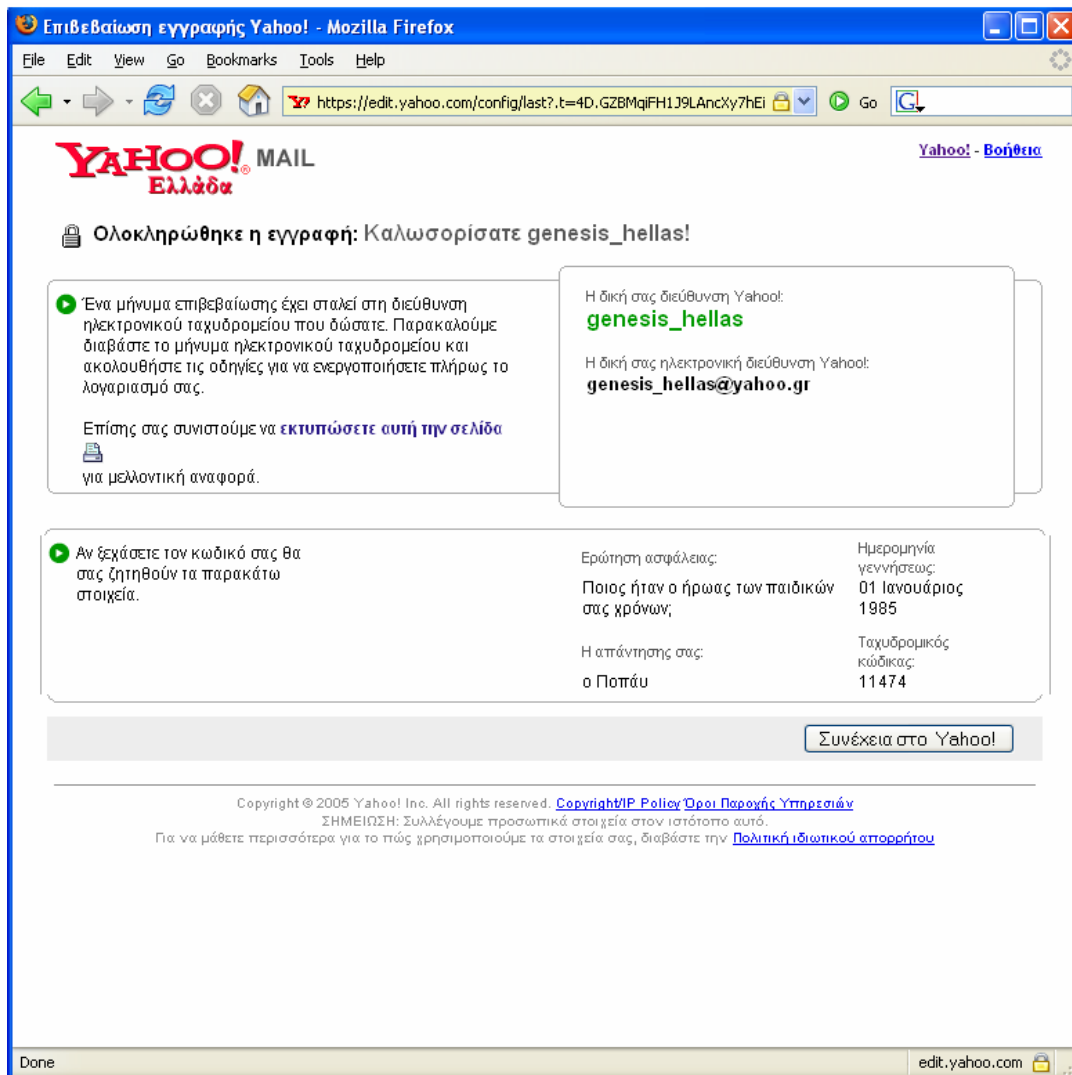 Επιβεβαίωση εγγραφής Yahoo! - Mozilla Firefox
File Edit View Go Bookmarks Tools Help
https://edit.yahoo.com/config/last?.t=4D.GZBMqiFH1J9LAncXy7hEi Go
YAHOO! MAIL
Ελλάδα
Yahoo! - Βοήθεια
Ολοκληρώθηκε η εγγραφή: Καλωσορίσατε genesis_hellas!
Ένα μήνυμα επιβεβαίωσης έχει σταλεί στη διεύθυνση
ηλεκτρονικού ταχυδρομείου που δώσατε. Παρακαλούμε
διαβάστε το μήνυμα ηλεκτρονικού ταχυδρομείου και
ακολουθήστε τις οδηγίες για να ενεργοποιήσετε πλήρως το
λογαριασμό σας.
Επίσης σας συνιστούμε να εκτυπώσετε αυτή την σελίδα
για μελλοντική αναφορά.
Η δική σας διεύθυνση Yahoo!:
genesis_hellas
Η δική σας ηλεκτρονική διεύθυνση Yahoo!:
genesis_hellas@yahoo.gr
Αν ξεχάσετε τον κωδικό σας θα
σας ζητηθούν τα παρακάτω
στοιχεία.
Ερώτηση ασφάλειας:
Ποιος ήταν ο ήρωας των παιδικών
σας χρόνων;
Η απάντησης σας:
ο Ποπάυ
Ημερομηνία
γεννήσεως:
01 Ιανουάριος
1985
Ταχυδρομικός
κώδικας:
11474
Συνέχεια στο Yahoo!
Copyright © 2005 Yahoo! Inc. All rights reserved. Copyright/IP Policy Όροι Παροχής Υπηρεσιών
ΣΗΜΕΙΩΣΗ: Συλλέγουμε προσωπικά στοιχεία στον ιστότοπο αυτό.
Για να μάθετε περισσότερα για το πώς χρησιμοποιούμε τα στοιχεία σας, διαβάστε την Πολιτική ιδιωτικού απορρήτου
Done edit.yahoo.com